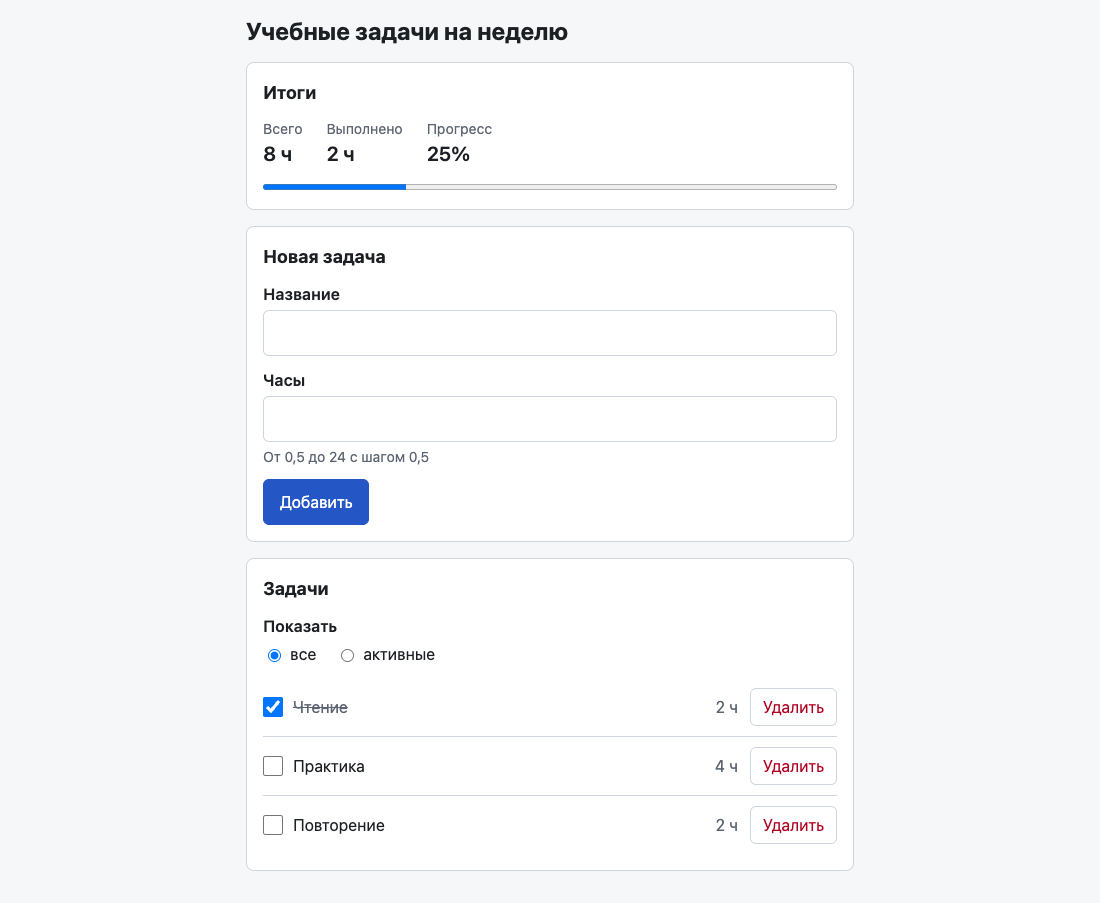 Учебные задачи на неделю
Итоги
Всего Выполнено Прогресс
8 ч 2 ч 25%
Новая задача
Название
Часы
От 0,5 до 24 с шагом 0,5
Добавить
Задачи
Показать
все активные
Чтение 2 ч Удалить
Практика 4 ч Удалить
Повторение 2 ч Удалить